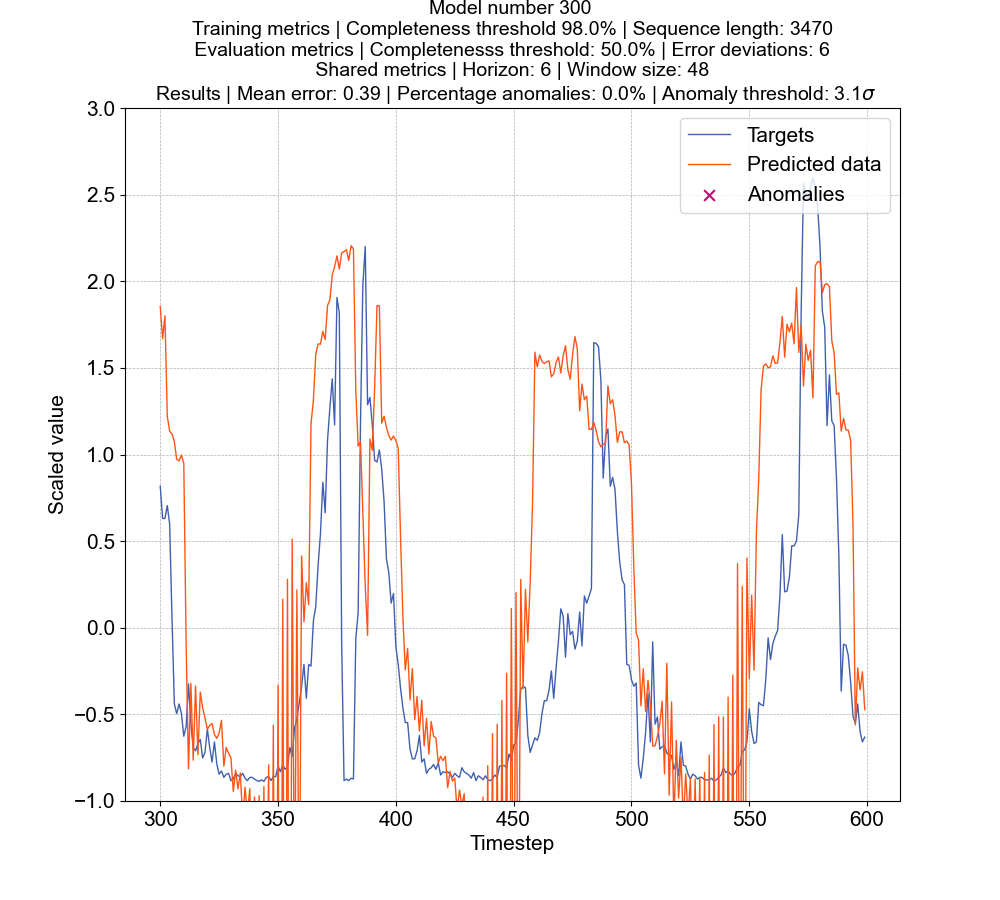 Model number 300
Training metrics | Completeness threshold 98.0% | Sequence length: 3470
Evaluation metrics | Completenesss threshold: 50.0% | Error deviations: 6
Shared metrics | Horizon: 6 | Window size: 48
Results | Mean error: 0.39 | Percentage anomalies: 0.0% | Anomaly threshold: 3.1σ
Targets
Predicted data
Anomalies
3.0
2.5
2.0
1.5
1.0
0.5
0.0
−0.5
−1.0
Scaled value
300 350 400 450 500 550 600
Timestep